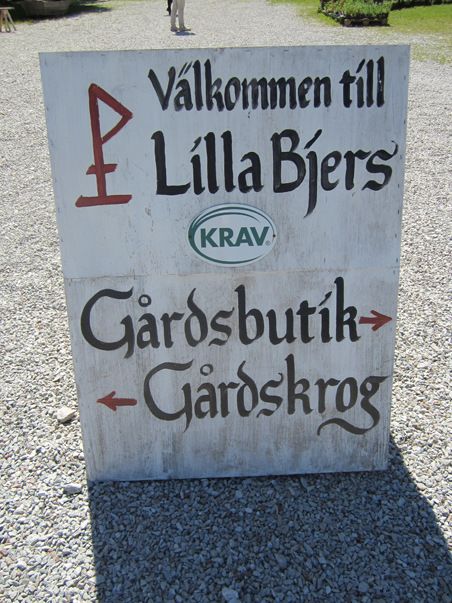 Välkommen till
Lilla Bjers
KRAV®
Gårdsbutik
Gårdskrog